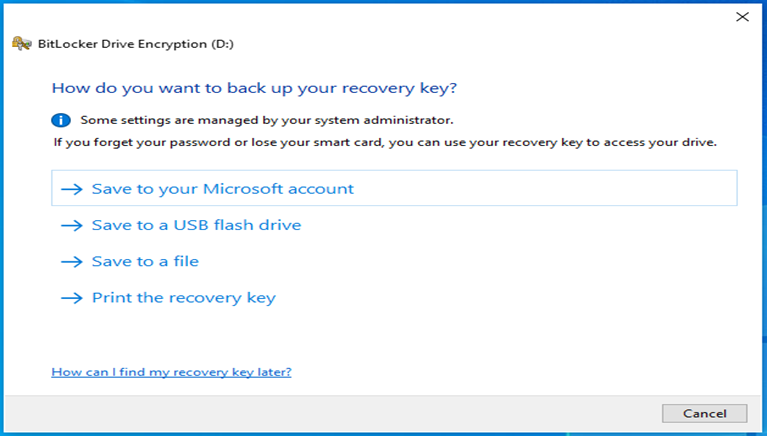 BitLocker Drive Encryption (D:)
How do you want to back up your recovery key?
Some settings are managed by your system administrator.
If you forget your password or lose your smart card, you can use your recovery key to access your drive.
Save to your Microsoft account
Save to a USB flash drive
Save to a file
Print the recovery key
How can I find my recovery key later?
Cancel